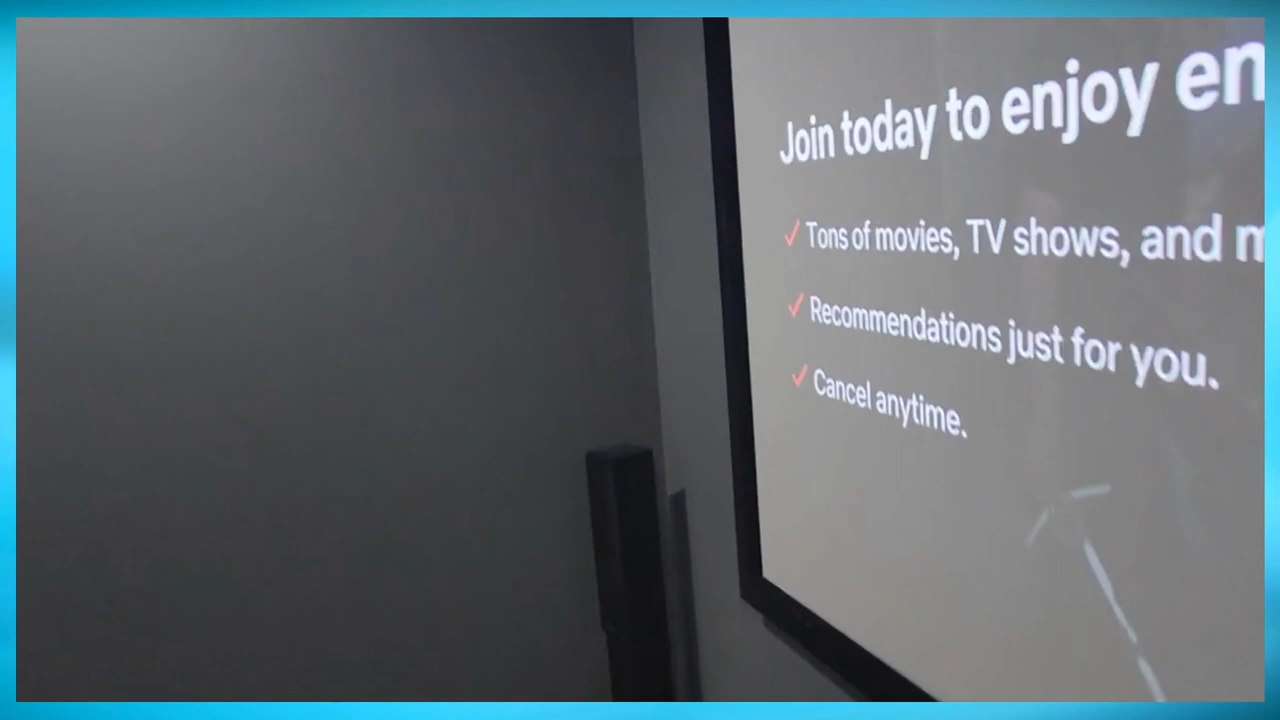 Join today to enjoy en
Tons of movies, TV shows, and m
Recommendations just for you.
Cancel anytime.